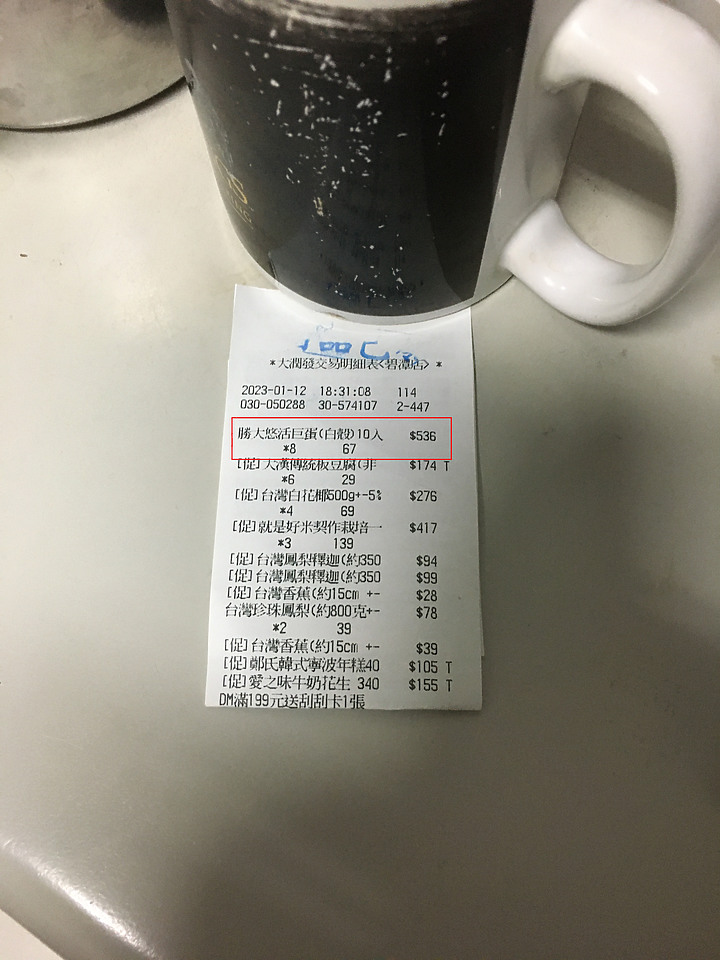 *大潤發交易明細表<碧潭店> *
2023-01-12 18:31:08 114
030-050288 30-574107 2-447
勝大悠活巨蛋(白殼)10入 $536
*8 67
[促]大漢傳統板豆腐(非 $174 T
*6 29
[促]台灣白花椰500g+-5% $276
*4 69
[促]就是好米契作栽培一 $417
*3 139
[促]台灣鳳梨釋迦(約350 $94
[促]台灣鳳梨釋迦(約350 $99
[促]台灣香蕉(約15cm +- $28
台灣珍珠鳳梨(約800克+- $78
*2 39
[促]台灣香蕉(約15cm +- $39
[促]鄭氏韓式寧波年糕40 $105 T
[促]愛之味牛奶花生 340 $155 T
DM滿199元送刮刮卡1張